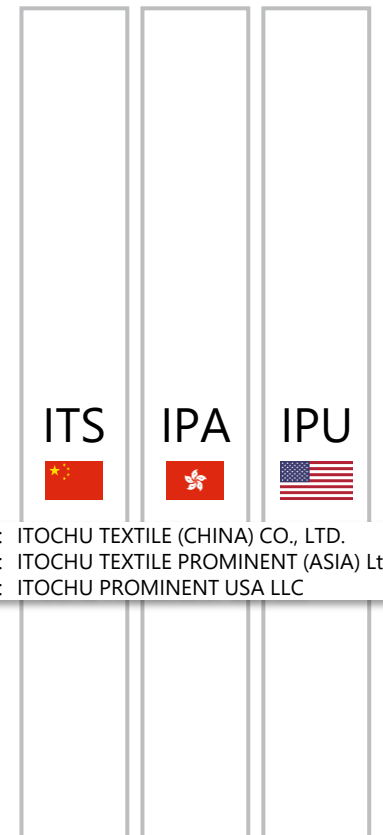 ITS IPA IPU
: ITOCHU TEXTILE (CHINA) CO., LTD.
: ITOCHU TEXTILE PROMINENT (ASIA) Lt
: ITOCHU PROMINENT USA LLC